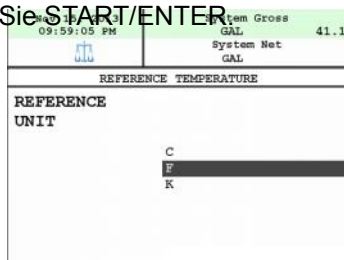 Sie START/ENTER.
09:59:05 PM
System Gross
GAL 41.1
System Net
GAL
REFERENCE TEMPERATURE
REFERENCE
UNIT
C
F
K